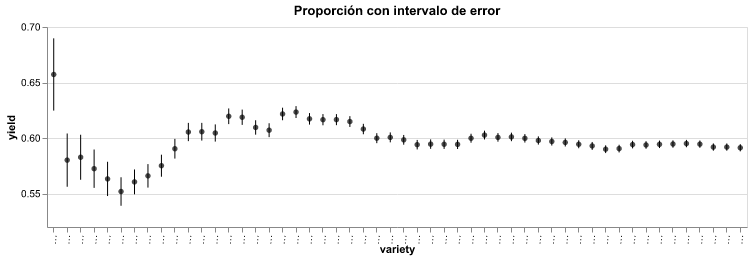 Proporción con intervalo de error
0.70
0.65
0.60
0.55
yield
variety